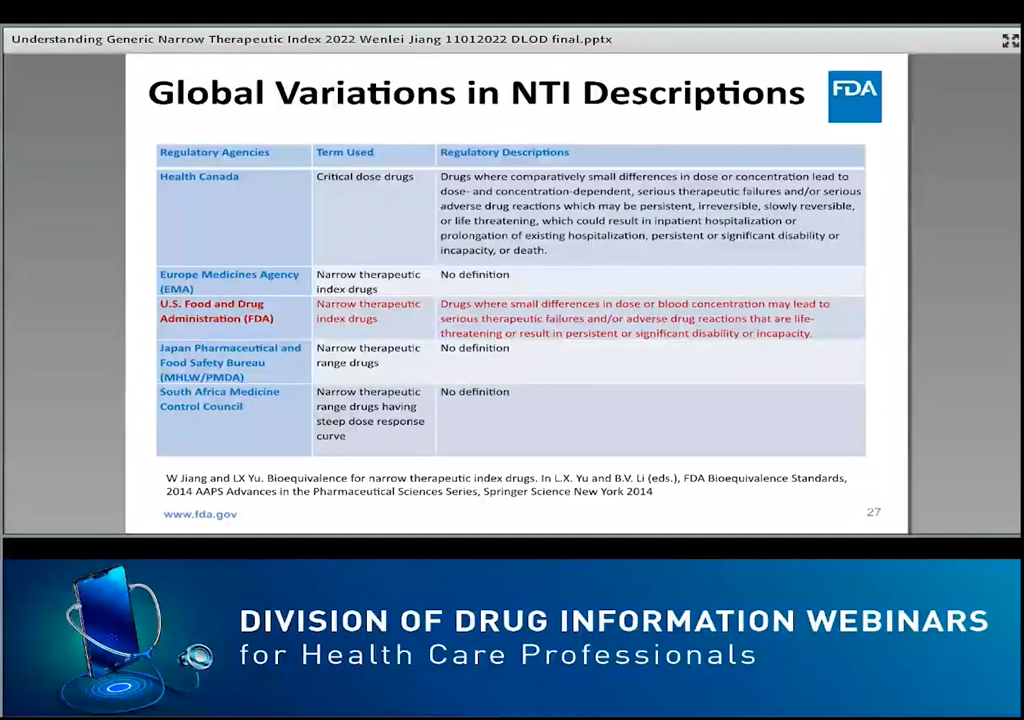 Understanding Generic Narrow Therapeutic Index 2022 Wenlei Jiang 11012022 DLOD final.pptx
Global Variations in NTI Descriptions
FDA
Regulatory Agencies
Term Used
Regulatory Descriptions
Health Canada
Critical dose drugs
Drugs where comparatively small differences in dose or concentration lead to
dose- and concentration-dependent, serious therapeutic failures and/or serious
adverse drug reactions which may be persistent, irreversible, slowly reversible,
or life threatening, which could result in inpatient hospitalization or
prolongation of existing hospitalization, persistent or significant disability or
incapacity, or death.
Europe Medicines Agency
(EMA)
Narrow therapeutic
index drugs
No definition
U.S. Food and Drug
Administration (FDA)
Narrow therapeutic
index drugs
Drugs where small differences in dose or blood concentration may lead to
serious therapeutic failures and/or adverse drug reactions that are life-
threatening or result in persistent or significant disability or incapacity.
Japan Pharmaceutical and
Food Safety Bureau
(MHLW/PMDA)
Narrow therapeutic
range drugs
No definition
South Africa Medicine
Control Council
Narrow therapeutic
range drugs having
steep dose response
curve
No definition
W Jiang and LX Yu. Bioequivalence for narrow therapeutic index drugs. In L.X. Yu and B.V. Li (eds.), FDA Bioequivalence Standards,
2014 AAPS Advances in the Pharmaceutical Sciences Series, Springer Science New York 2014
www.fda.gov
27
DIVISION OF DRUG INFORMATION WEBINARS
for Health Care Professionals